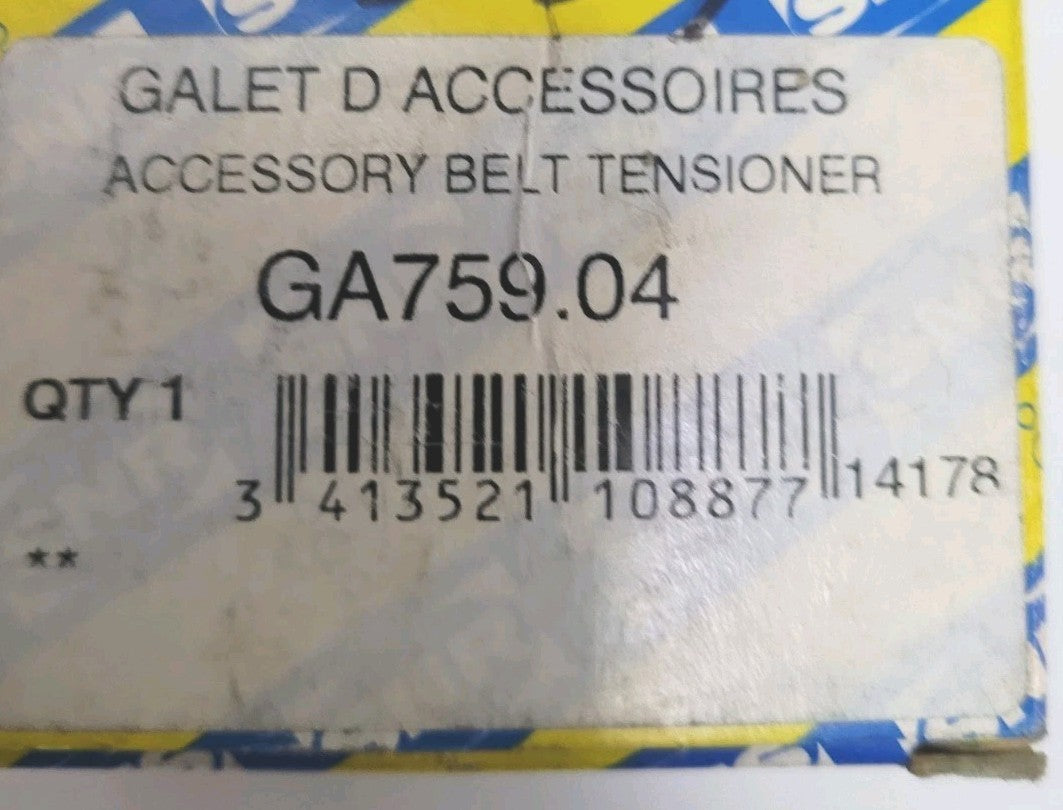 GALET D ACCESSOIRES
ACCESSORY BELT TENSIONER
GA759.04
QTY 1
3 413521 108877 14178
**